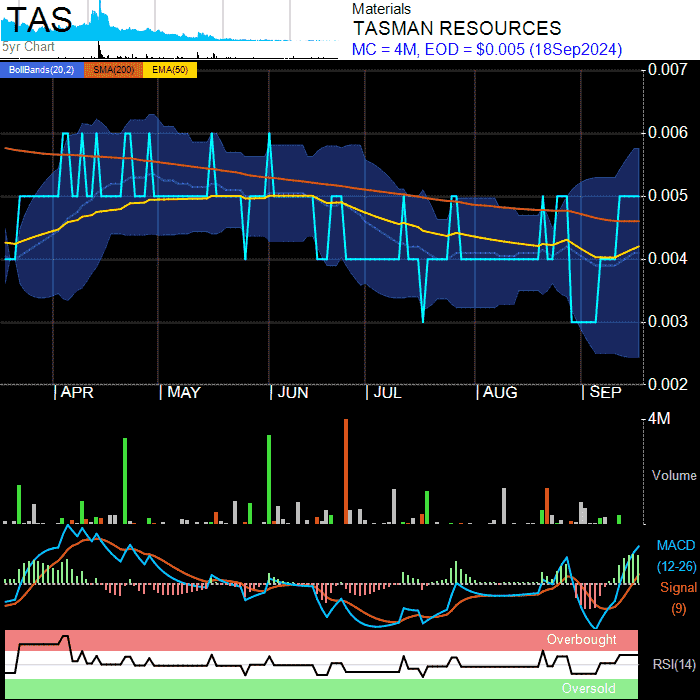 TAS
5yr Chart
Materials
TASMAN RESOURCES
MC = 4M, EOD = $0.005 (18Sep2024)
BollBands(20,2) SMA(200) EMA(50)
0.007
0.006
0.005
0.004
0.003
0.002
APR MAY JUN JUL AUG SEP
4M
Volume
MACD
(12-26)
Signal
(9)
Overbought
RSI(14)
Oversold